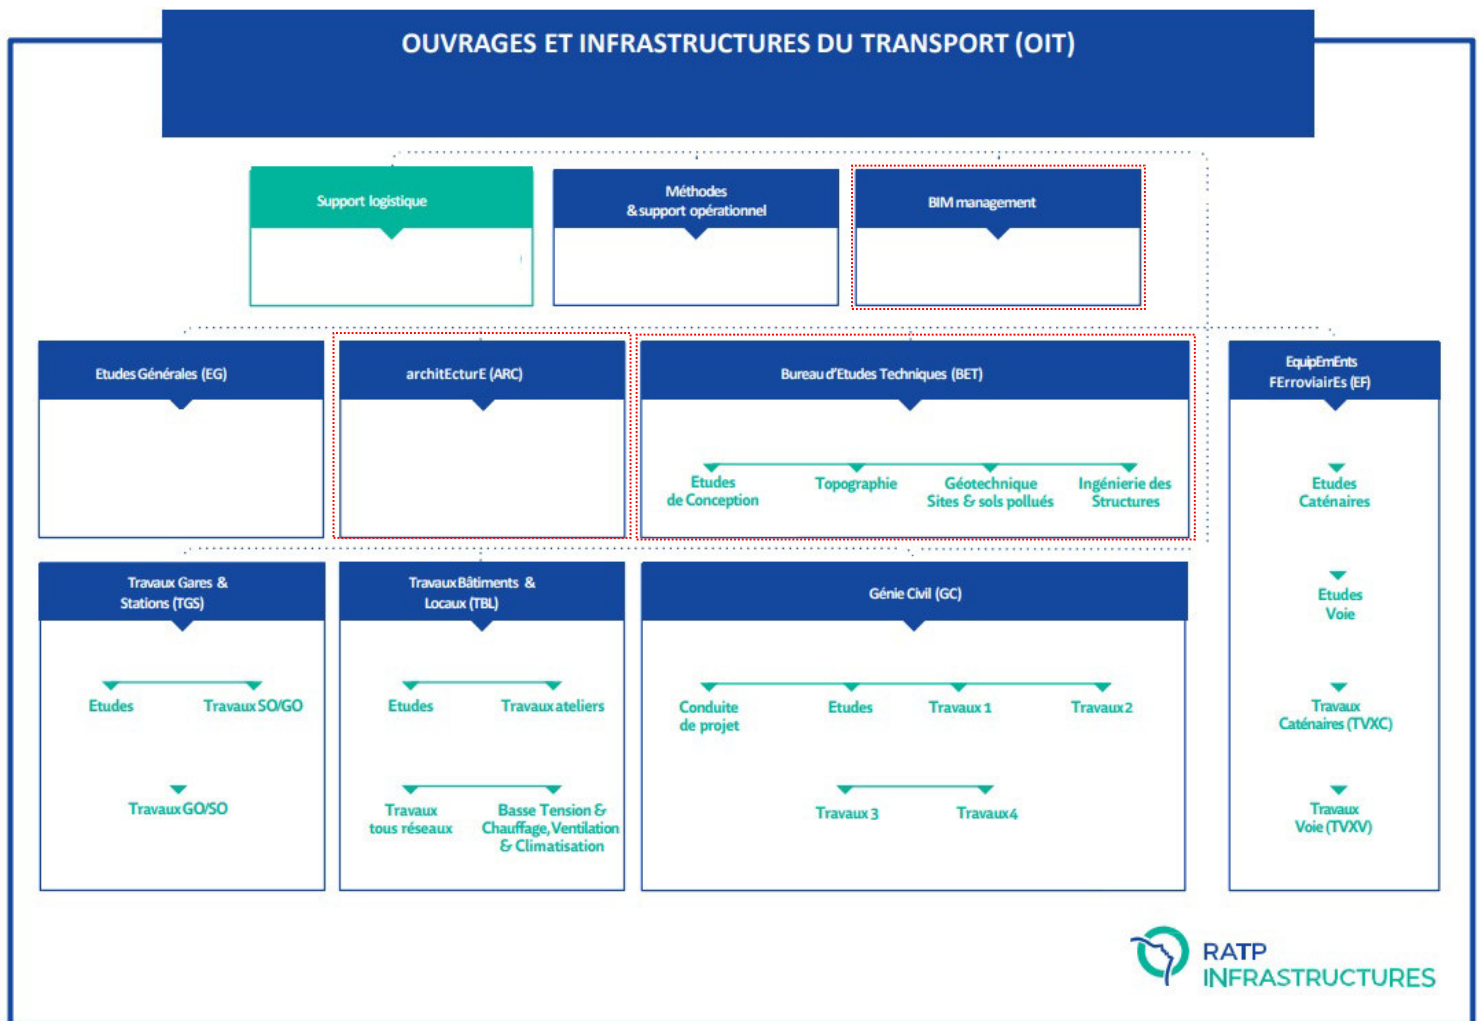 OUVRAGES ET INFRASTRUCTURES DU TRANSPORT (OIT)
Support logistique
Méthodes
& support opérationnel
BIM management
Etudes Générales (EG)
architEcturE (ARC)
Bureau d'Etudes Techniques (BET)
Etudes
de Conception
Topographie
Géotechnique
Sites & sols pollués
Ingénierie des
Structures
EquipEmEnts
FErroviairEs (EF)
Etudes
Caténaires
Etudes
Voie
Travaux
Caténaires (TVXC)
Travaux
Voie (TVXV)
Travaux Gares &
Stations (TGS)
Etudes
Travaux SO/GO
Travaux GO/SO
Travaux Bâtiments &
Locaux (TBL)
Etudes
Travaux ateliers
Travaux
tous réseaux
Basse Tension &
Chauffage, Ventilation
& Climatisation
Génie Civil (GC)
Conduite
de projet
Etudes
Travaux 1
Travaux 2
Travaux 3
Travaux 4
RATP
INFRASTRUCTURES